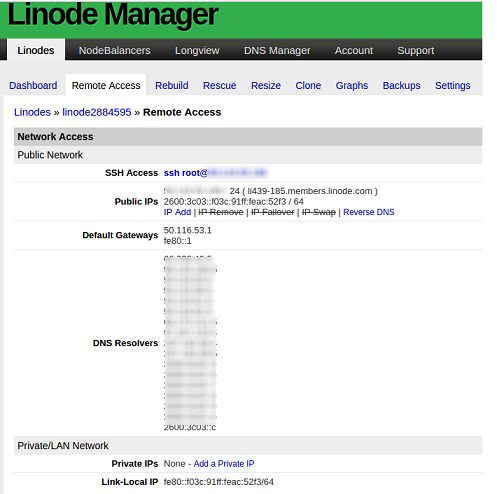 Linode Manager
Linodes NodeBalancers Longview DNS Manager Account Support
Dashboard Remote Access Rebuild Rescue Resize Clone Graphs Backups Settings
Linodes » linode2884595 » Remote Access
Network Access
Public Network
SSH Access ssh root@
Public IPs 24 ( li439-185.members.linode.com )
2600:3c03::f03c:91ff:feac:52f3 / 64
IP Add | IP Remove | IP Failover | IP Swap | Reverse DNS
Default Gateways 50.116.53.1
fe80::1
DNS Resolvers
2600:3c03::c
Private/LAN Network
Private IPs None - Add a Private IP
Link-Local IP fe80::f03c:91ff:feac:52f3/64